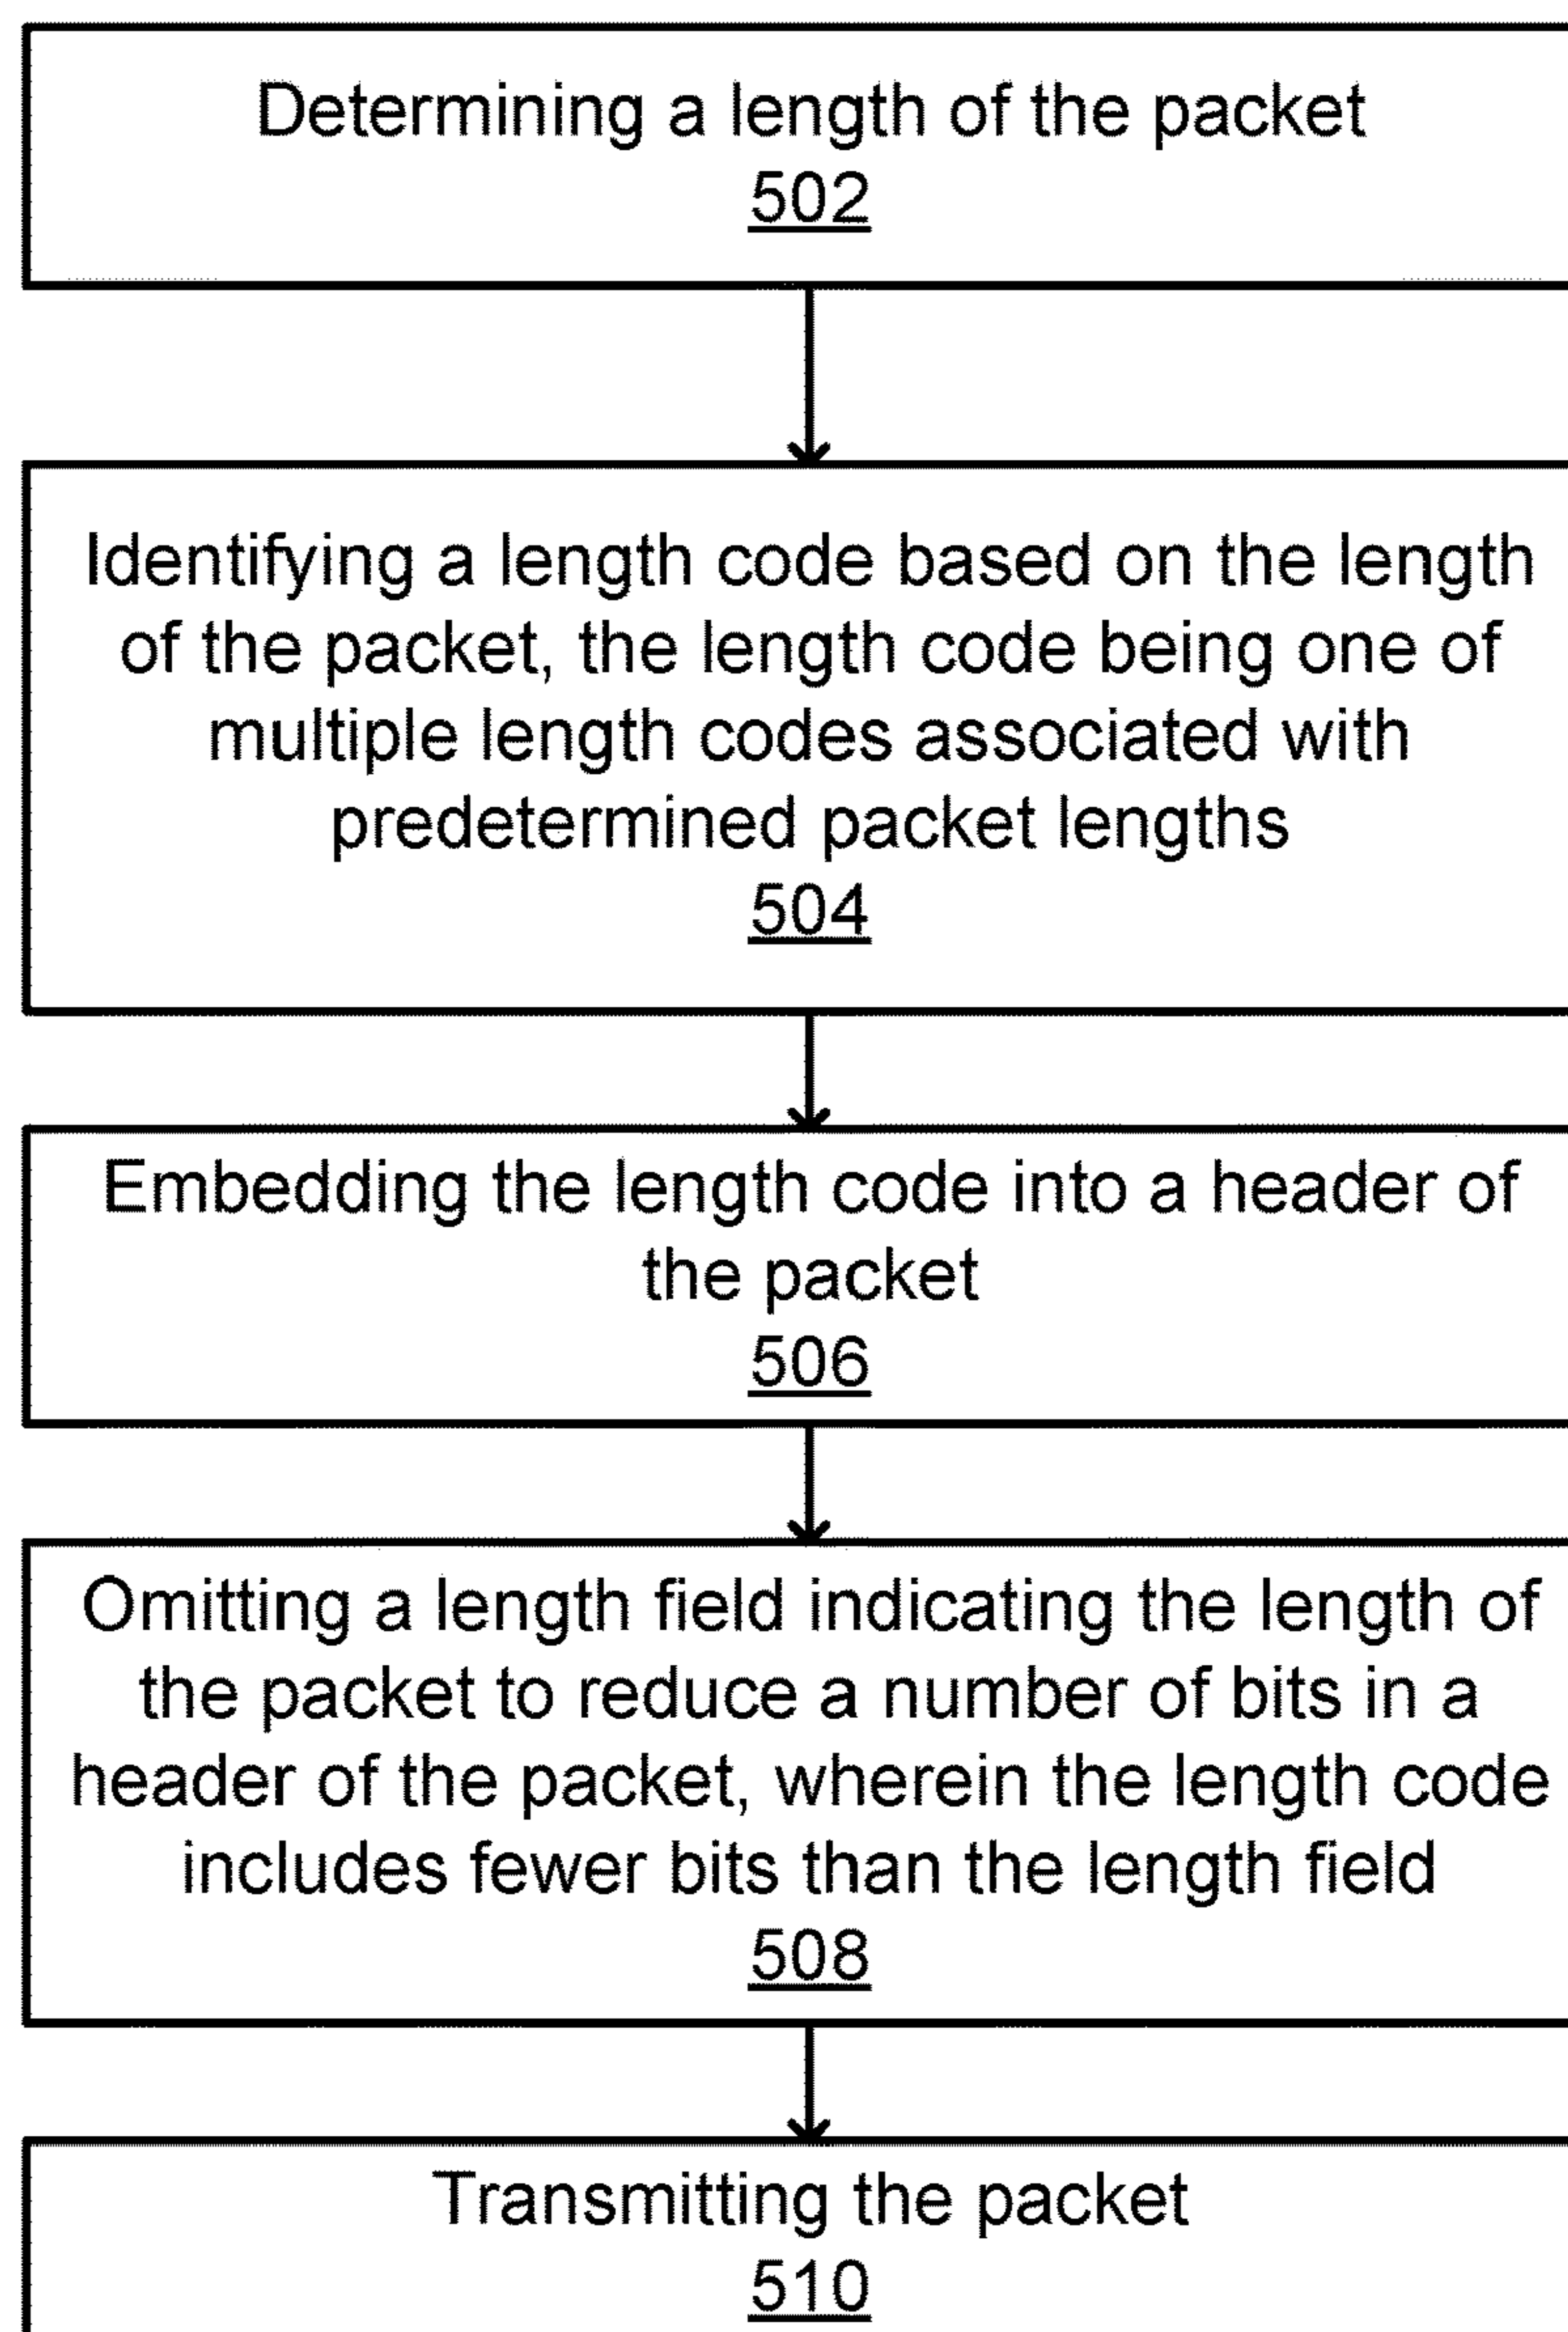 Determining a length of the packet
502
Identifying a length code based on the length
of the packet, the length code being one of
multiple length codes associated with
predetermined packet lengths
504
Embedding the length code into a header of
the packet
506
Omitting a length field indicating the length of
the packet to reduce a number of bits in a
header of the packet, wherein the length code
includes fewer bits than the length field
508
Transmitting the packet
510